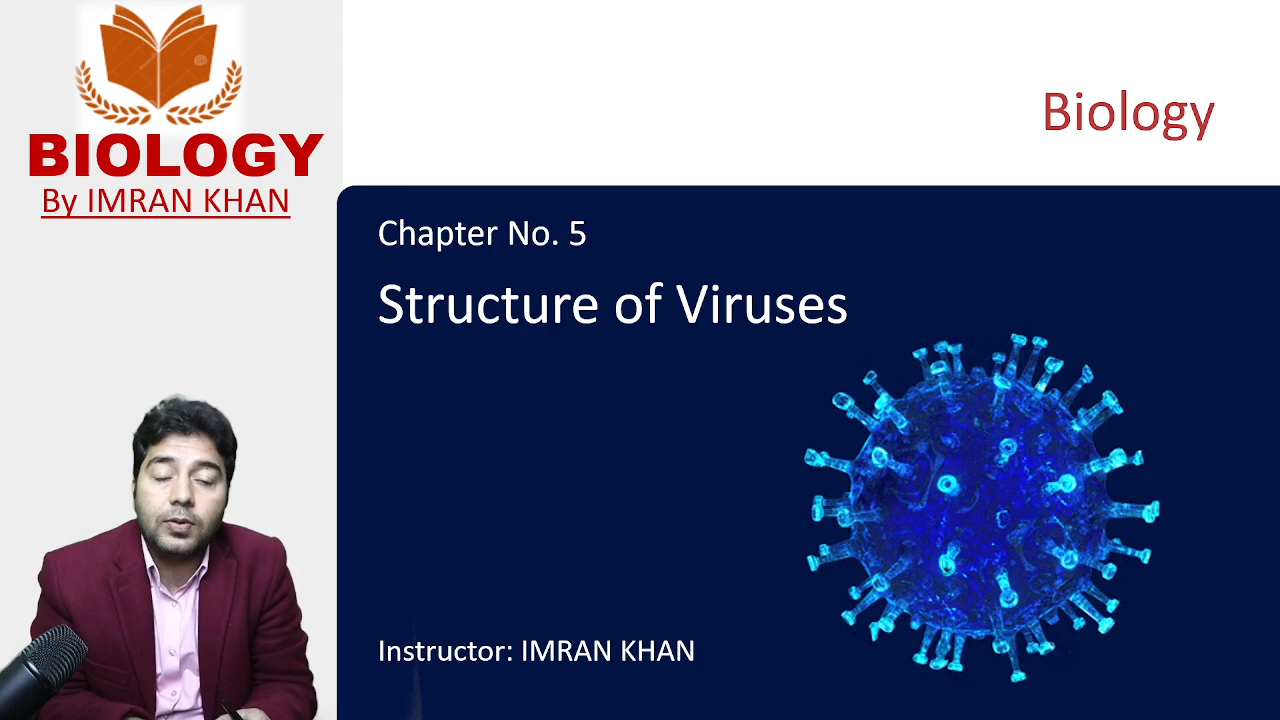 BIOLOGY
By IMRAN KHAN
Biology
Chapter No. 5
Structure of Viruses
Instructor: IMRAN KHAN